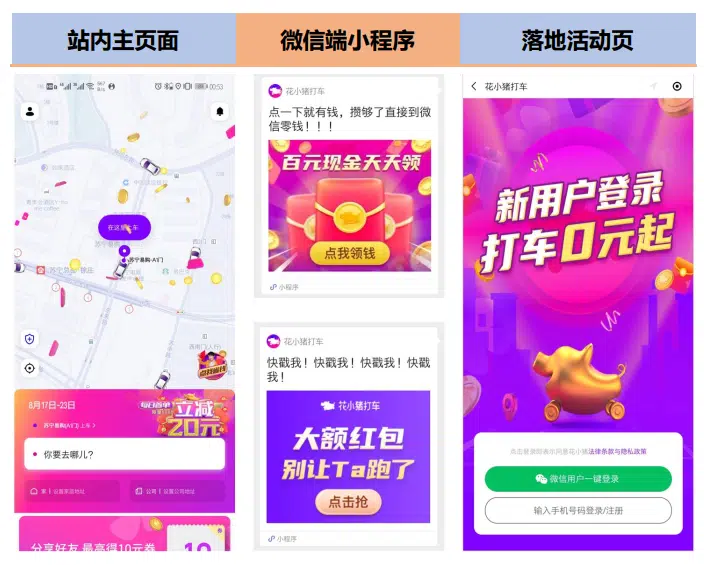 站内主页面
微信端小程序
落地活动页
00:53
在这里上车
苏宁易购-A1门
点我赚钱
8月17日-23日
每日首单
立减
20元
苏宁易购(A1门)上车 >
你要去哪儿?
家 | 设置家庭地址
公司 | 设置公司地址
分享好友 最高得10元券
10
花小猪打车
点一下就有钱，攒够了直接到微
信零钱！！！
百元现金天天领
点我领钱
小程序
花小猪打车
快戳我！快戳我！快戳我！快戳
我！
花小猪打车
大额红包
别让Ta跑了
点击抢
小程序
花小猪打车
新用户登录
打车0元起
点击登录即表示同意花小猪法律条款与隐私政策
微信用户一键登录
输入手机号码登录/注册